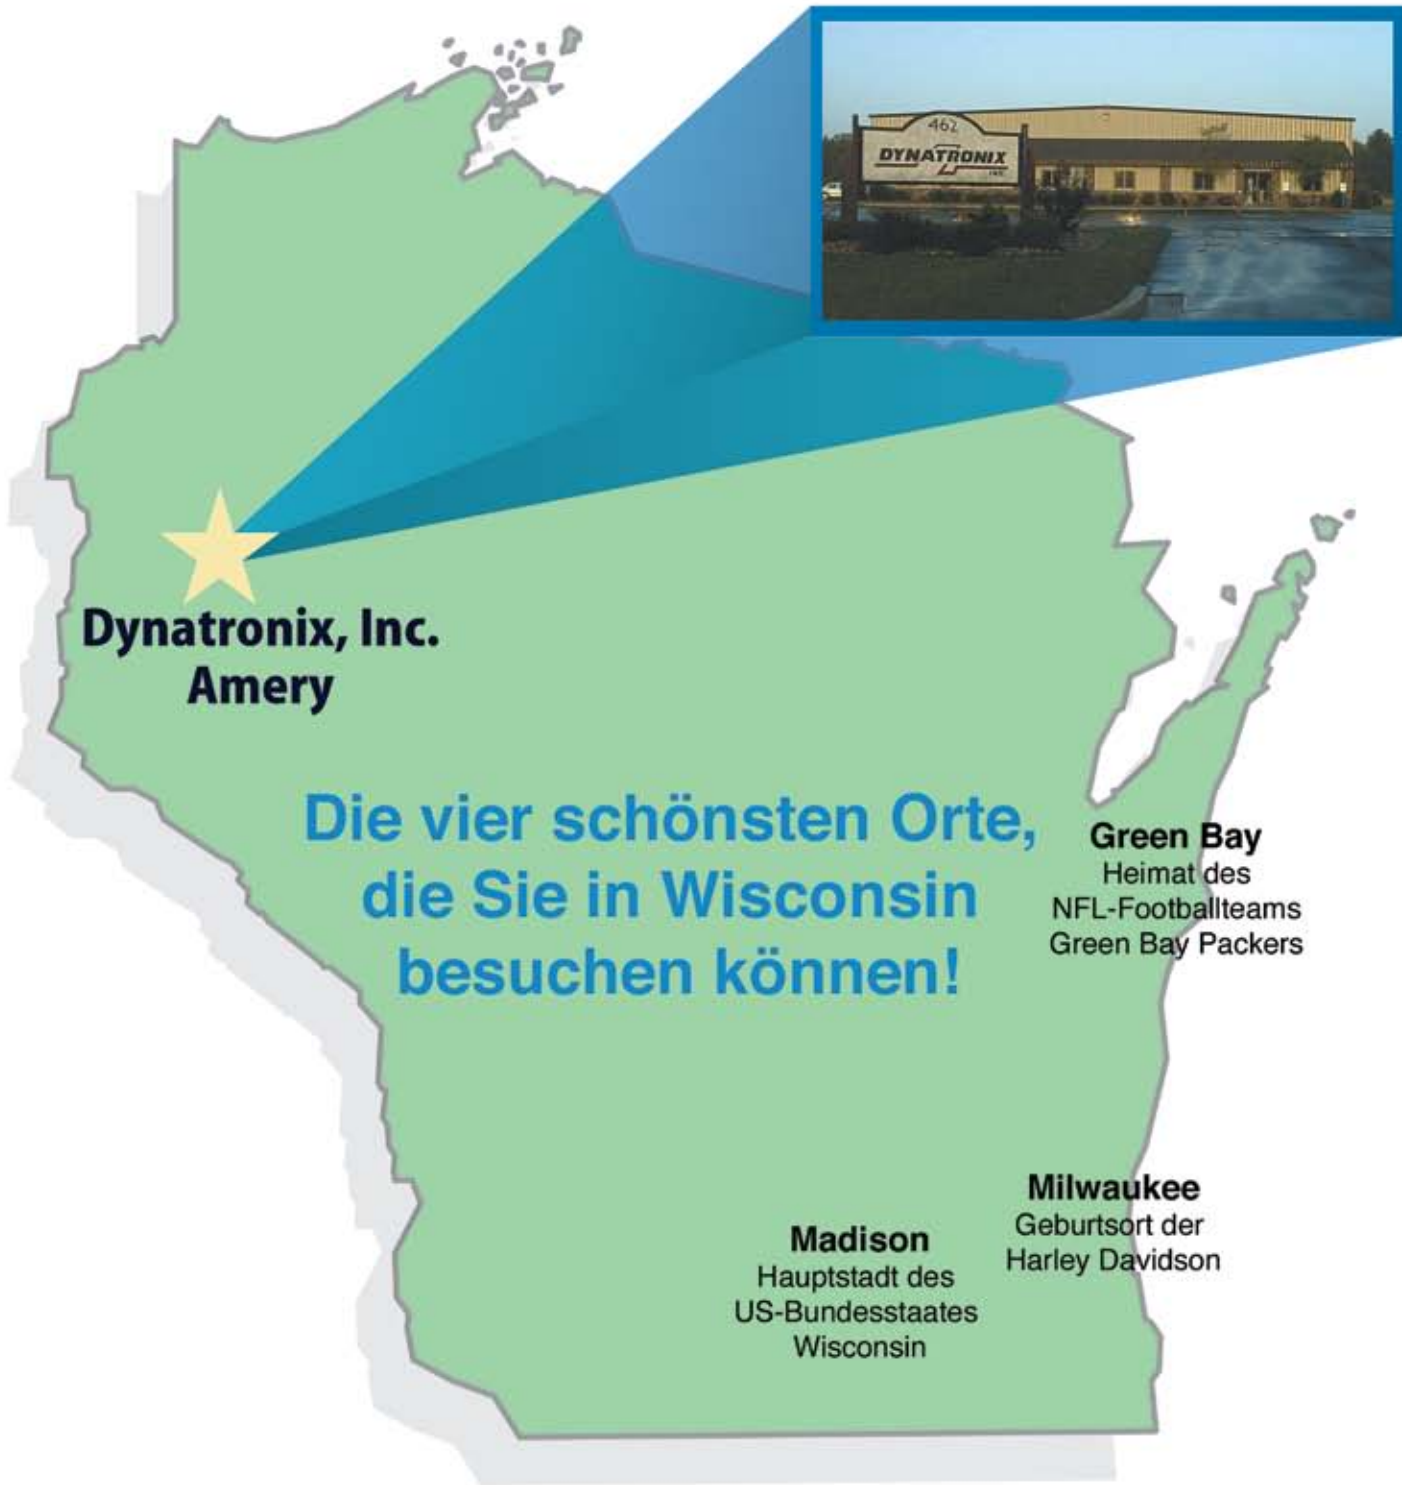 462
DYNATRONIX
INC.
Dynatronix, Inc.
Amery
Die vier schönsten Orte,
die Sie in Wisconsin
besuchen können!
Green Bay
Heimat des
NFL-Footballteams
Green Bay Packers
Milwaukee
Geburtsort der
Harley Davidson
Madison
Hauptstadt des
US-Bundesstaates
Wisconsin